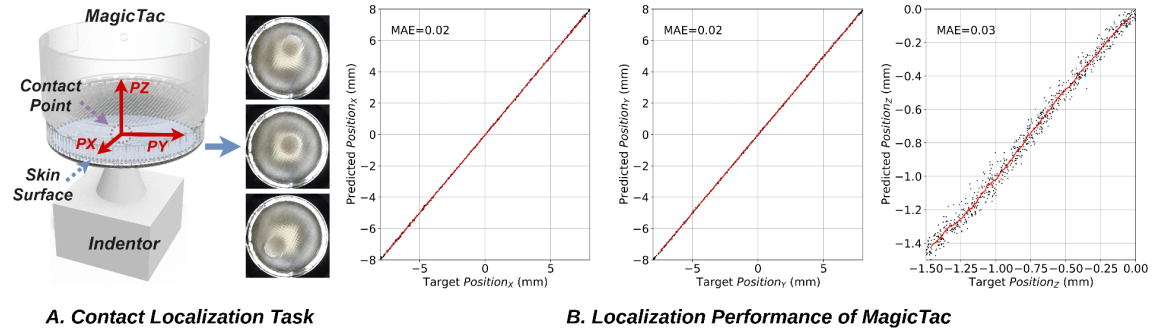 MagicTac
Contact
Point
PZ
PX
PY
Skin
Surface
Indentor
A. Contact Localization Task
MAE=0.02
Predicted Position_X (mm)
8
6
4
2
0
−2
−4
−6
−8
−5
0
5
Target Position_X (mm)
MAE=0.02
Predicted Position_Y (mm)
8
6
4
2
0
−2
−4
−6
−8
−5
0
5
Target Position_Y (mm)
MAE=0.03
Predicted Position_Z (mm)
0.0
−0.2
−0.4
−0.6
−0.8
−1.0
−1.2
−1.4
−1.50 −1.25 −1.00 −0.75 −0.50 −0.25 0.00
Target Position_Z (mm)
B. Localization Performance of MagicTac